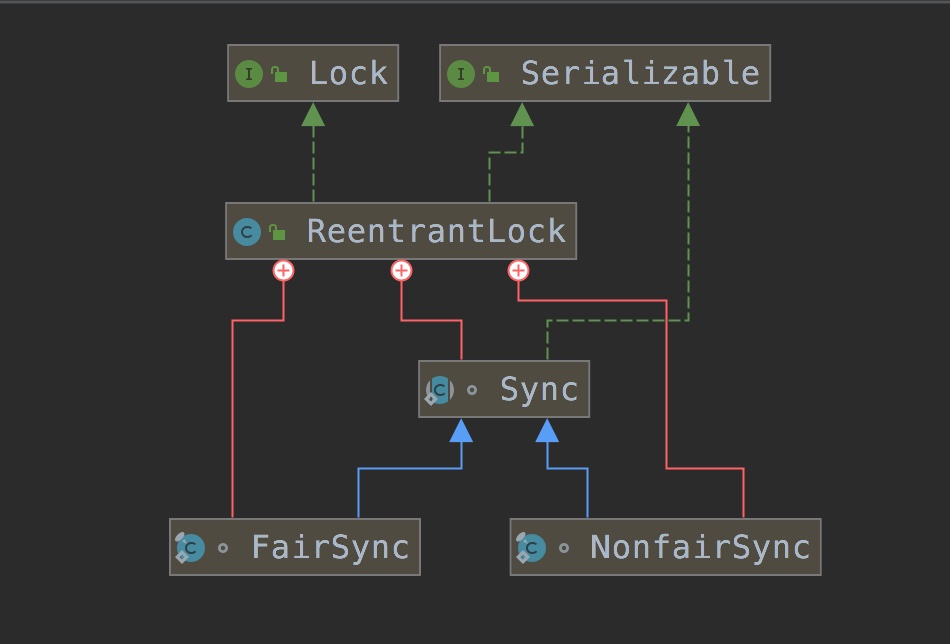 Lock
Serializable
ReentrantLock
Sync
FairSync
NonfairSync